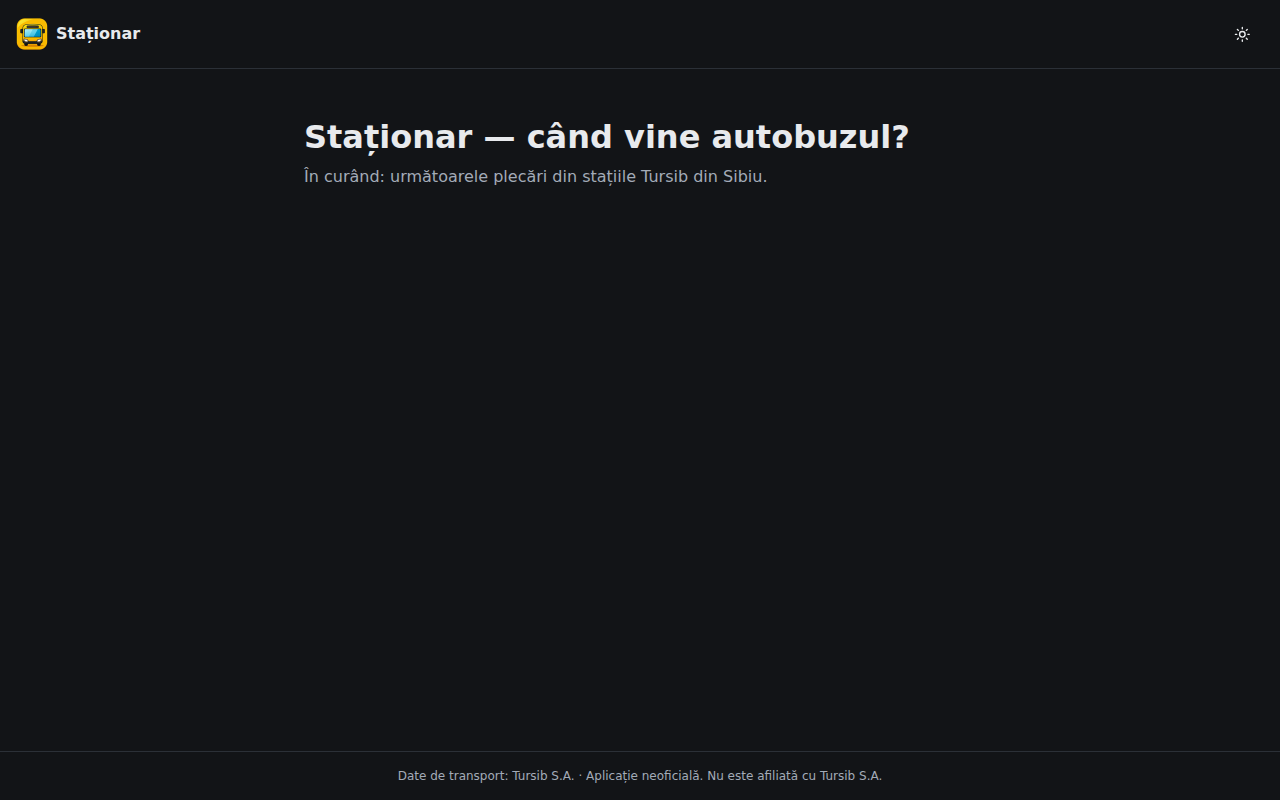 Staționar
Staționar — când vine autobuzul?
În curând: următoarele plecări din stațiile Tursib din Sibiu.
Date de transport: Tursib S.A. · Aplicație neoficială. Nu este afiliată cu Tursib S.A.